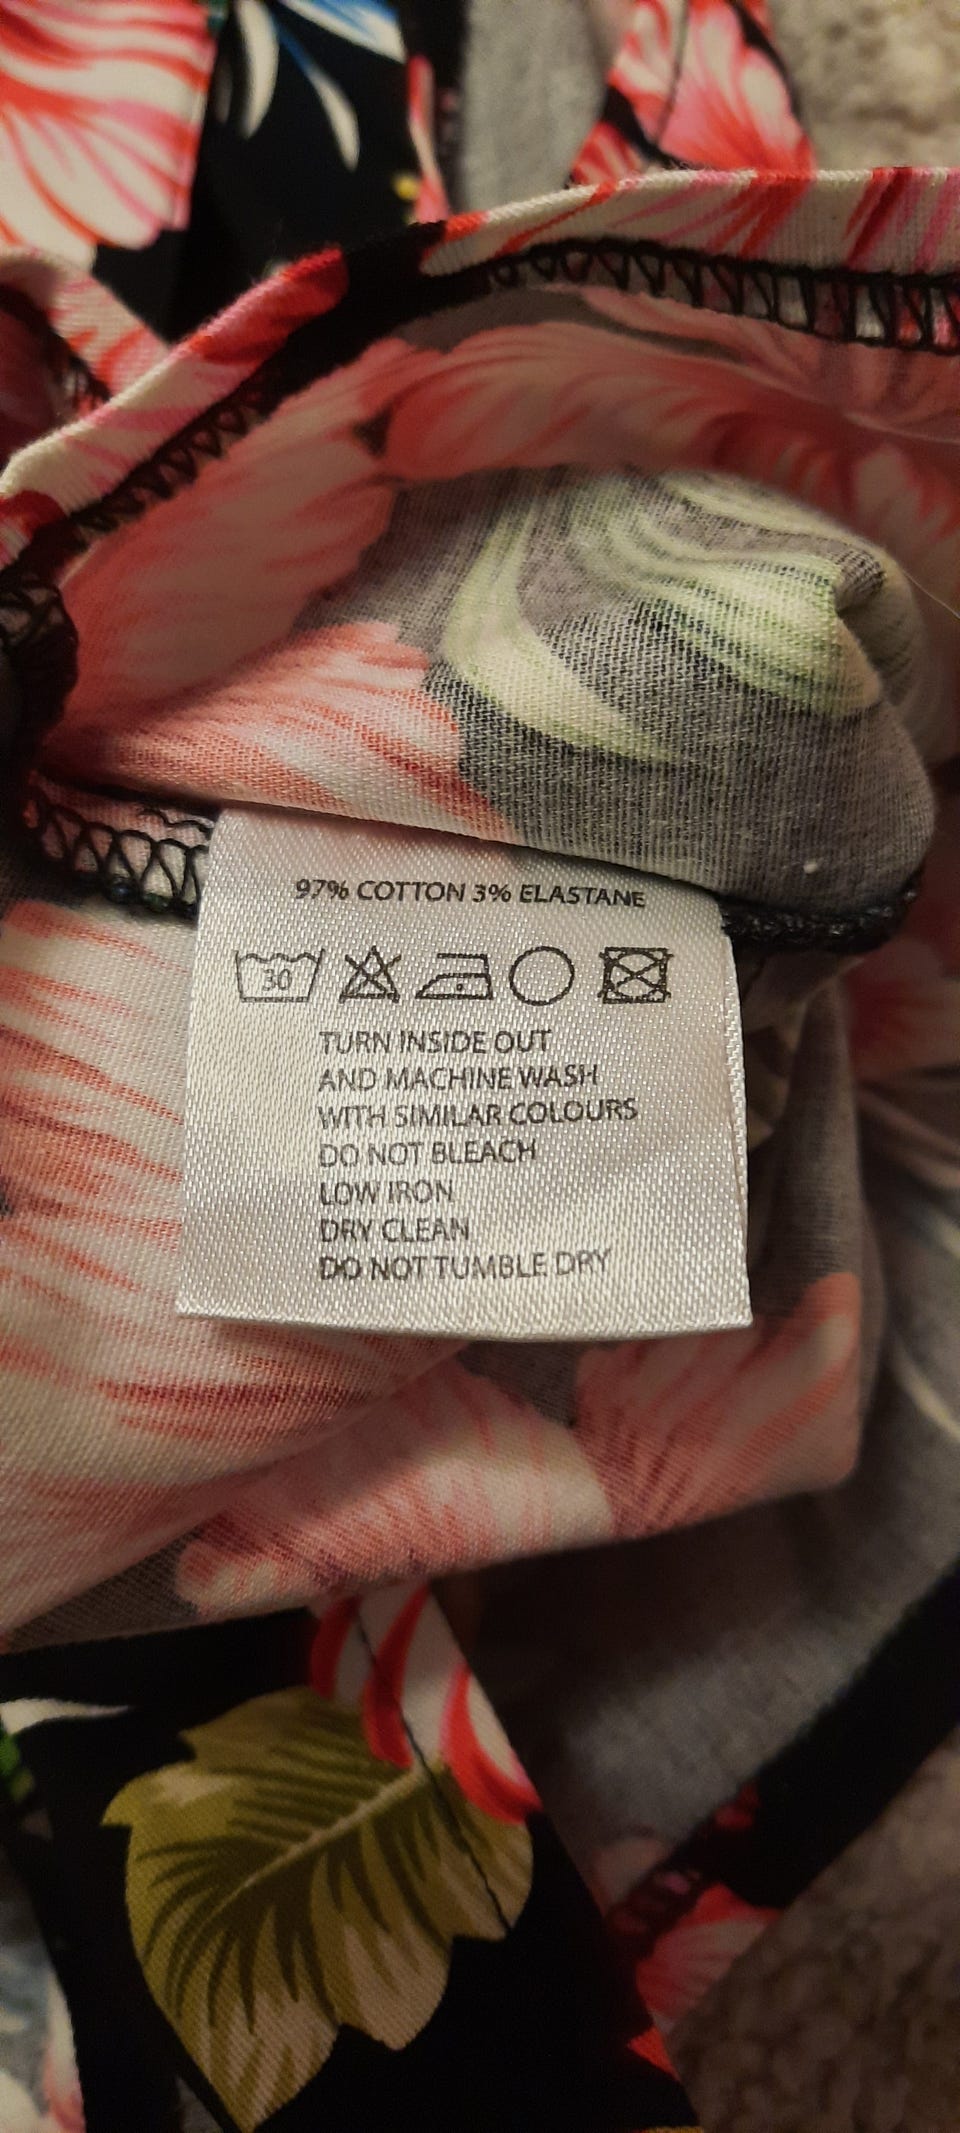 97% COTTON 3% ELASTANE
30
TURN INSIDE OUT
AND MACHINE WASH
WITH SIMILAR COLOURS
DO NOT BLEACH
LOW IRON
DRY CLEAN
DO NOT TUMBLE DRY